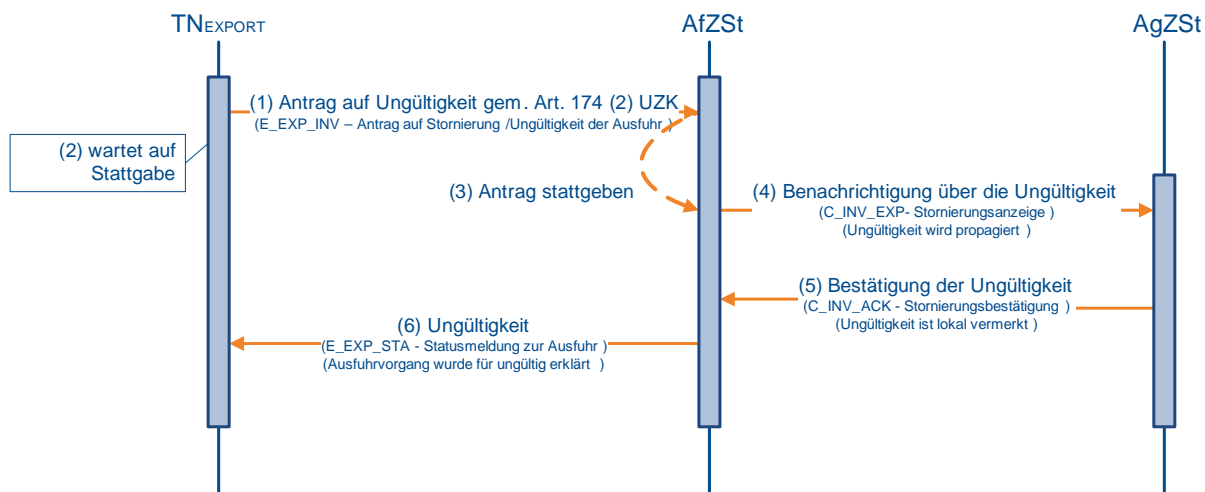 TNEXPORT
AfZSt
AgZSt
(1) Antrag auf Ungültigkeit gem. Art. 174 (2) UZK
(E_EXP_INV – Antrag auf Stornierung /Ungültigkeit der Ausfuhr )
(2) wartet auf
Stattgabe
(3) Antrag stattgeben
(4) Benachrichtigung über die Ungültigkeit
(C_INV_EXP- Stornierungsanzeige )
(Ungültigkeit wird propagiert )
(5) Bestätigung der Ungültigkeit
(C_INV_ACK - Stornierungsbestätigung )
(Ungültigkeit ist lokal vermerkt )
(6) Ungültigkeit
(E_EXP_STA - Statusmeldung zur Ausfuhr )
(Ausfuhrvorgang wurde für ungültig erklärt )